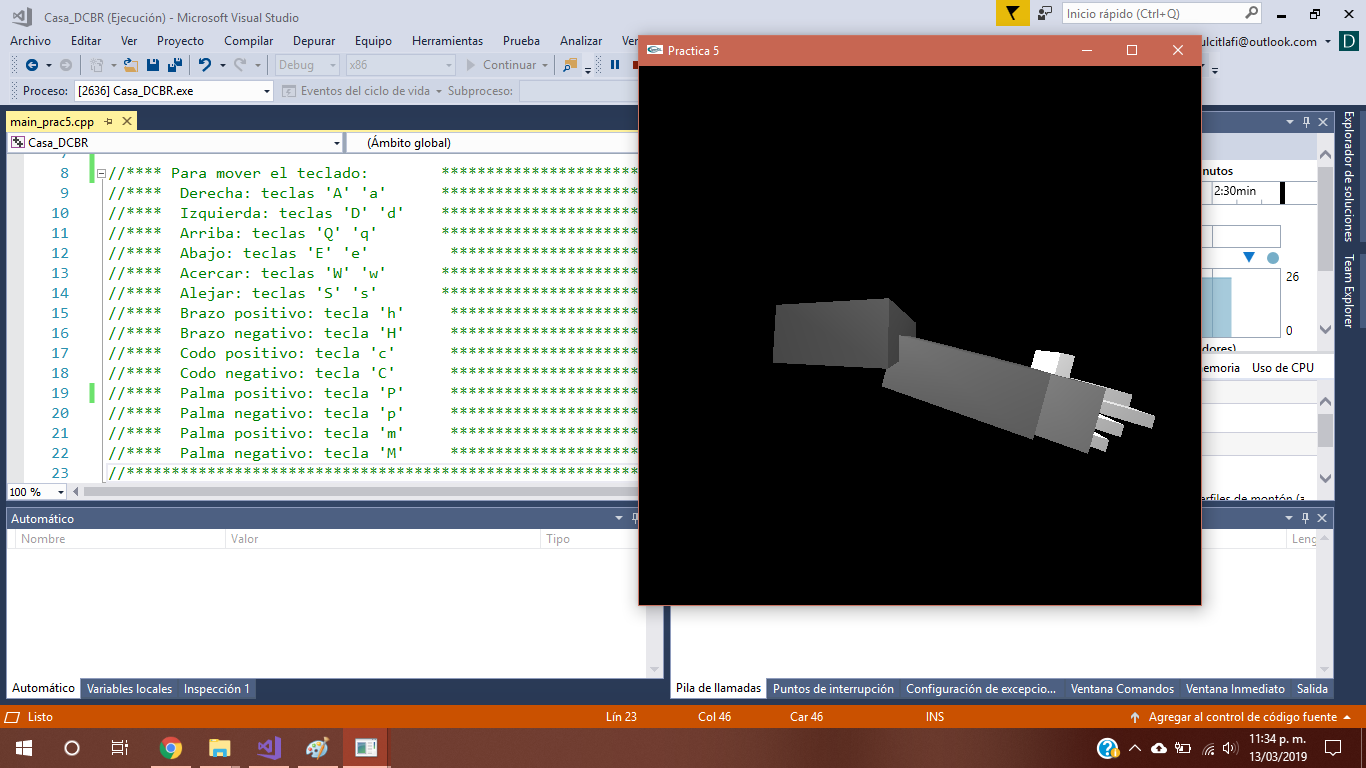 Casa_DCBR (Ejecución) - Microsoft Visual Studio
Inicio rápido (Ctrl+Q)
Archivo Editar Ver Proyecto Compilar Depurar Equipo Herramientas Prueba Analizar
ulcitlafi@outlook.com D
Debug x86 Continuar
Proceso: [2636] Casa_DCBR.exe Eventos del ciclo de vida Subproceso:
main_prac5.cpp
Casa_DCBR (Ámbito global)
7
8 //**** Para mover el teclado: **********************
9 //**** Derecha: teclas 'A' 'a' **********************
10 //**** Izquierda: teclas 'D' 'd' **********************
11 //**** Arriba: teclas 'Q' 'q' **********************
12 //**** Abajo: teclas 'E' 'e' *********************
13 //**** Acercar: teclas 'W' 'w' **********************
14 //**** Alejar: teclas 'S' 's' **********************
15 //**** Brazo positivo: tecla 'h' *********************
16 //**** Brazo negativo: tecla 'H' *********************
17 //**** Codo positivo: tecla 'c' *********************
18 //**** Codo negativo: tecla 'C' *********************
19 //**** Palma positivo: tecla 'P' *********************
20 //**** Palma negativo: tecla 'p' *********************
21 //**** Palma positivo: tecla 'm' *********************
22 //**** Palma negativo: tecla 'M' *********************
23 //*********************************************************
100 %
Practica 5
nutos
2:30min
26
0
dores)
emoria Uso de CPU
erfiles de montón (a
Explorador de soluciones
Team Explorer
Automático
Nombre Valor Tipo
Leng
Automático Variables locales Inspección 1
Pila de llamadas Puntos de interrupción Configuración de excepcio... Ventana Comandos Ventana Inmediato Salida
Listo Lín 23 Col 46 Car 46 INS Agregar al control de código fuente
11:34 p. m.
13/03/2019